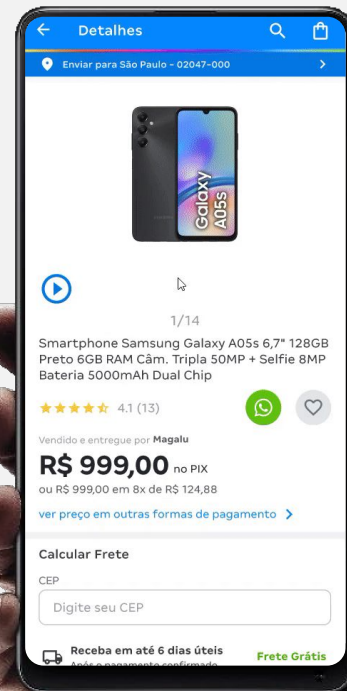 Detalhes
Enviar para São Paulo - 02047-000
Galaxy
A05s
1/14
Smartphone Samsung Galaxy A05s 6,7" 128GB
Preto 6GB RAM Câm. Tripla 50MP + Selfie 8MP
Bateria 5000mAh Dual Chip
4.1 (13)
Vendido e entregue por Magalu
R$ 999,00 no PIX
ou R$ 999,00 em 8x de R$ 124,88
ver preço em outras formas de pagamento
Calcular Frete
CEP
Digite seu CEP
Receba em até 6 dias úteis Frete Grátis
Após o pagamento confirmado